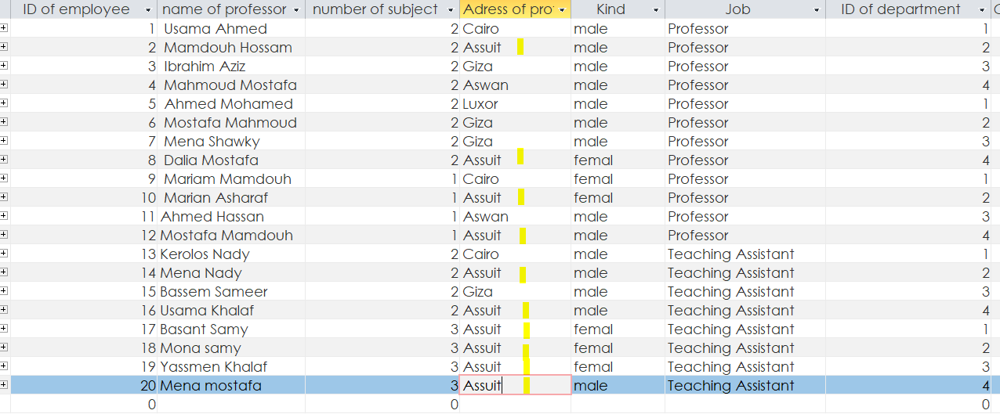 ID of employee name of professor number of subject Adress of pro Kind Job ID of department
1 Usama Ahmed 2 Cairo male Professor 1
2 Mamdouh Hossam 2 Assuit male Professor 2
3 Ibrahim Aziz 2 Giza male Professor 3
4 Mahmoud Mostafa 2 Aswan male Professor 4
5 Ahmed Mohamed 2 Luxor male Professor 1
6 Mostafa Mahmoud 2 Giza male Professor 2
7 Mena Shawky 2 Giza male Professor 3
8 Dalia Mostafa 2 Assuit femal Professor 4
9 Mariam Mamdouh 1 Cairo femal Professor 1
10 Marian Asharaf 1 Assuit femal Professor 2
11 Ahmed Hassan 1 Aswan male Professor 3
12 Mostafa Mamdouh 1 Assuit male Professor 4
13 Kerolos Nady 2 Cairo male Teaching Assistant 1
14 Mena Nady 2 Assuit male Teaching Assistant 2
15 Bassem Sameer 2 Giza male Teaching Assistant 3
16 Usama Khalaf 2 Assuit male Teaching Assistant 4
17 Basant Samy 3 Assuit femal Teaching Assistant 1
18 Mona samy 3 Assuit femal Teaching Assistant 2
19 Yassmen Khalaf 3 Assuit femal Teaching Assistant 3
20 Mena mostafa 3 Assuit male Teaching Assistant 4
0 0 0